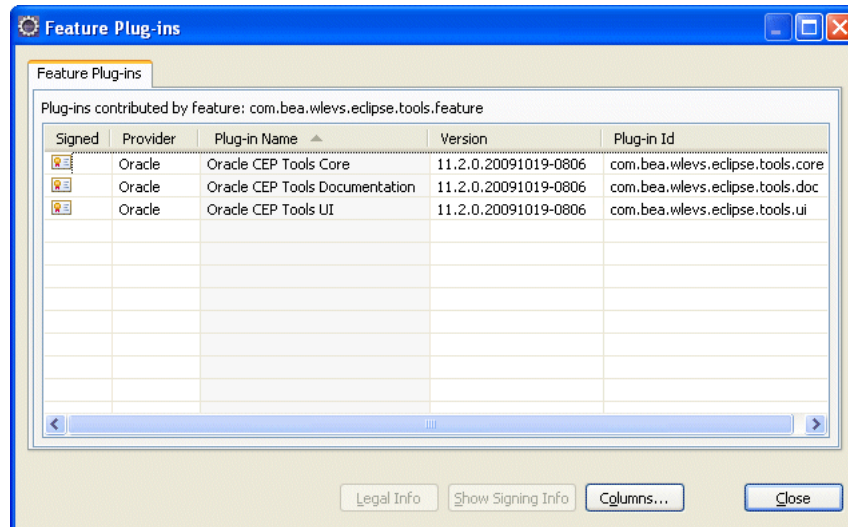 Feature Plug-ins
Feature Plug-ins
Plug-ins contributed by feature: com.bea.wlevs.eclipse.tools.feature
Signed Provider Plug-in Name Version Plug-in Id
Oracle Oracle CEP Tools Core 11.2.0.20091019-0806 com.bea.wlevs.eclipse.tools.core
Oracle Oracle CEP Tools Documentation 11.2.0.20091019-0806 com.bea.wlevs.eclipse.tools.doc
Oracle Oracle CEP Tools UI 11.2.0.20091019-0806 com.bea.wlevs.eclipse.tools.ui
Legal Info Show Signing Info Columns... Close